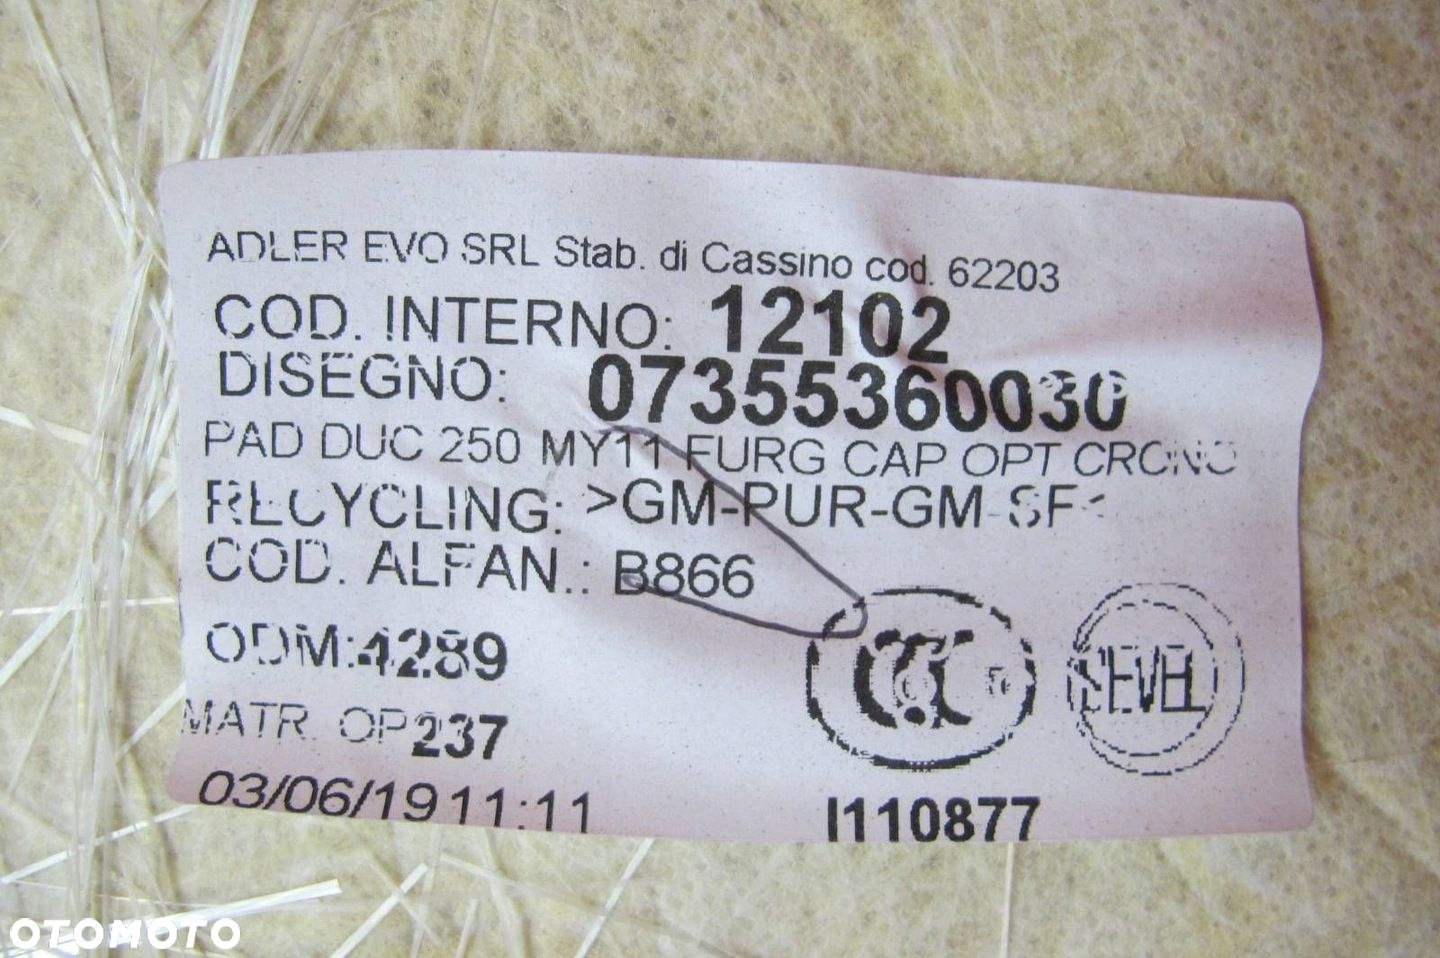 ADLER EVO SRL Stab. di Cassino cod. 62203
COD. INTERNO: 12102
DISEGNO: 07355360030
PAD DUC 250 MY11 FURG CAP OPT CRONO
RECYCLING: >GM-PUR-GM-SF<
COD. ALFAN.: B866
ODM:4289
MATR. OP237
03/06/19 11:11
CCC
SEVEL
I110877
OTOMOTO